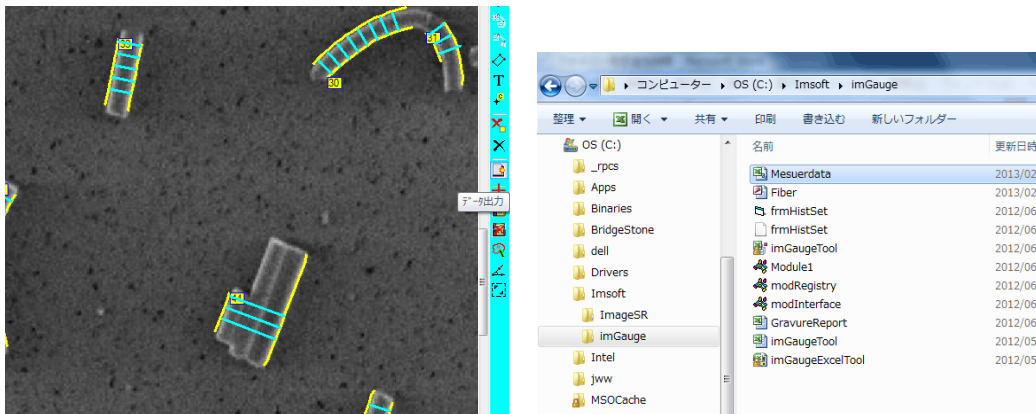 33
31
30
44
T
データ出力
コンピューター
OS (C:)
Imsoft
imGauge
整理
開く
共有
印刷
書き込む
新しいフォルダー
OS (C:)
_rpcs
Apps
Binaries
BridgeStone
dell
Drivers
Imsoft
ImageSR
imGauge
Intel
jww
MSOCache
名前
更新日時
Mesuerdata
2013/02
Fiber
2013/02
frmHistSet
2012/06
frmHistSet
2012/06
imGaugeTool
2012/06
Module1
2012/06
modRegistry
2012/06
modInterface
2012/06
GravureReport
2012/06
imGaugeTool
2012/05
imGaugeExcelTool
2012/05